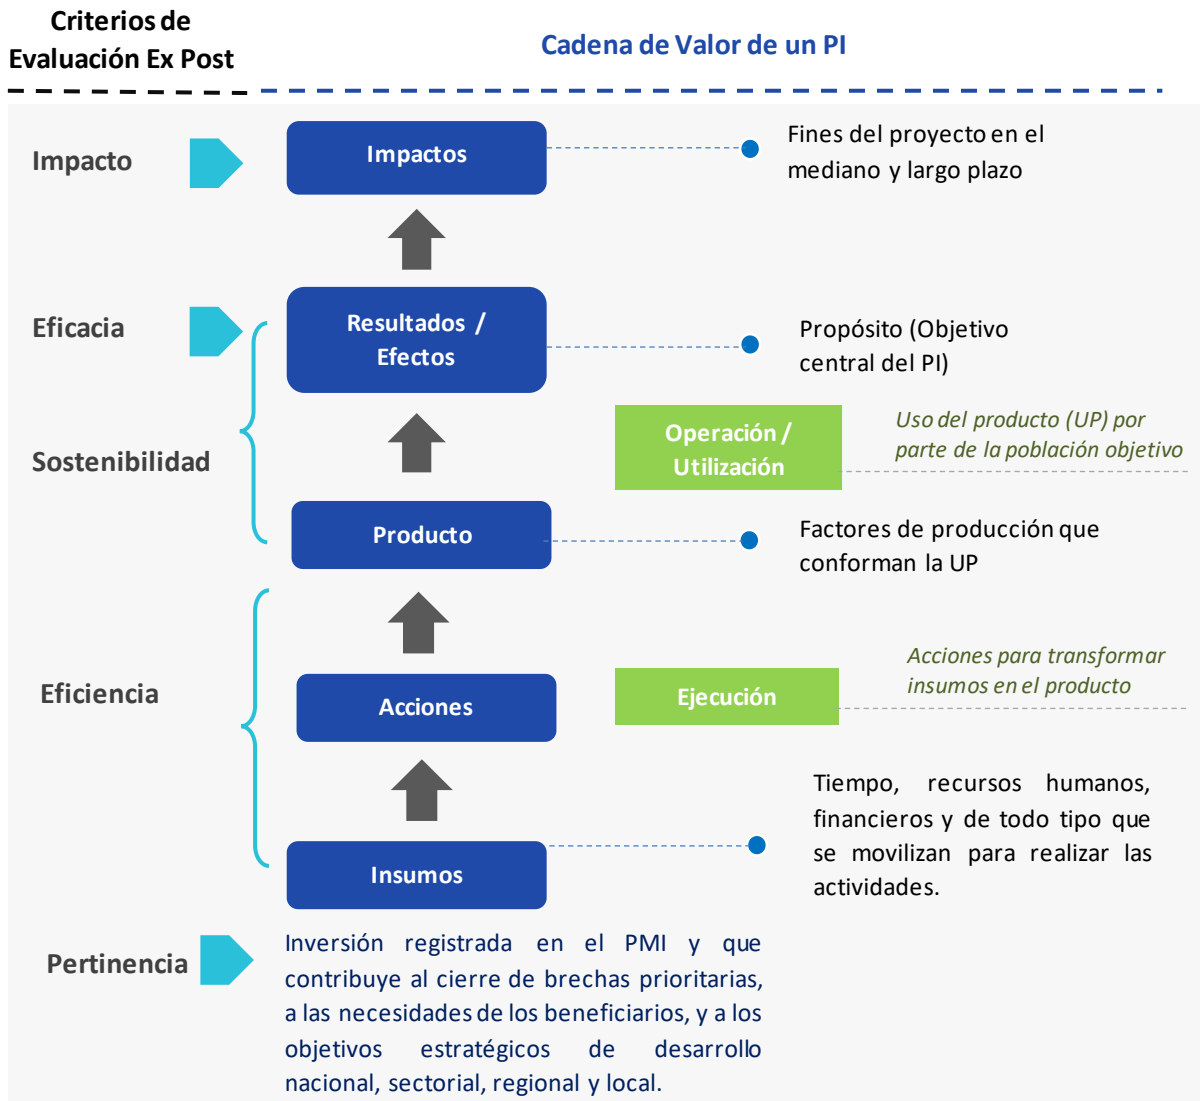 Criterios de
Evaluación Ex Post
Cadena de Valor de un PI
Impacto
Impactos
Fines del proyecto en el
mediano y largo plazo
Eficacia
Resultados /
Efectos
Propósito (Objetivo
central del PI)
Sostenibilidad
Operación /
Utilización
Uso del producto (UP) por
parte de la población objetivo
Producto
Factores de producción que
conforman la UP
Eficiencia
Acciones
Ejecución
Acciones para transformar
insumos en el producto
Insumos
Tiempo, recursos humanos,
financieros y de todo tipo que
se movilizan para realizar las
actividades.
Pertinencia
Inversión registrada en el PMI y que
contribuye al cierre de brechas prioritarias,
a las necesidades de los beneficiarios, y a los
objetivos estratégicos de desarrollo
nacional, sectorial, regional y local.